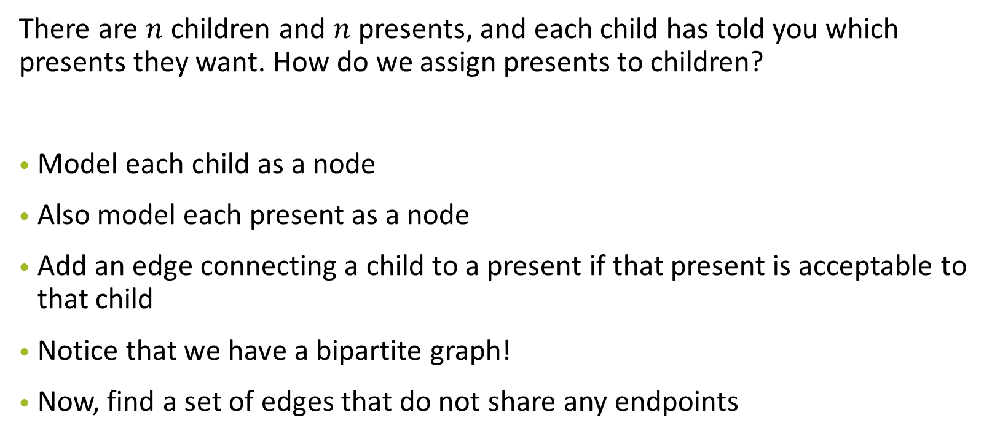 There are n children and n presents, and each child has told you which
presents they want. How do we assign presents to children?
• Model each child as a node
• Also model each present as a node
• Add an edge connecting a child to a present if that present is acceptable to
that child
• Notice that we have a bipartite graph!
• Now, find a set of edges that do not share any endpoints